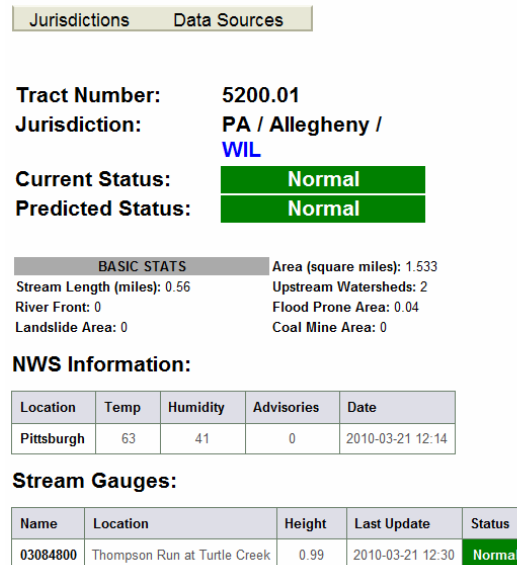 Jurisdictions Data Sources
Tract Number: 5200.01
Jurisdiction: PA / Allegheny /
WIL
Current Status: Normal
Predicted Status: Normal
BASIC STATS Area (square miles): 1.533
Stream Length (miles): 0.56 Upstream Watersheds: 2
River Front: 0 Flood Prone Area: 0.04
Landslide Area: 0 Coal Mine Area: 0
NWS Information:
Location Temp Humidity Advisories Date
Pittsburgh 63 41 0 2010-03-21 12:14
Stream Gauges:
Name Location Height Last Update Status
03084800 Thompson Run at Turtle Creek 0.99 2010-03-21 12:30 Normal